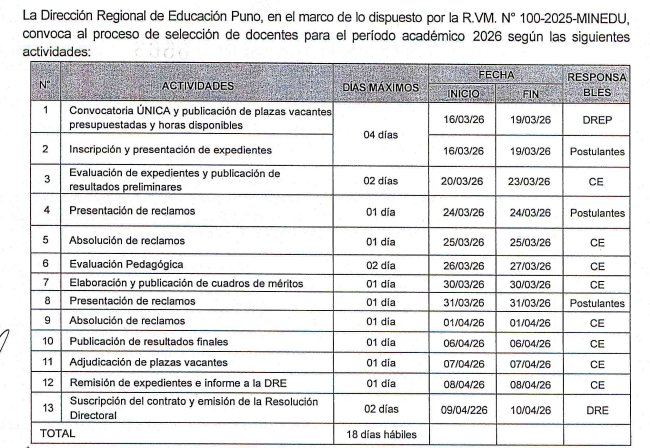 La Dirección Regional de Educación Puno, en el marco de lo dispuesto por la R.VM. N° 100-2025-MINEDU,
convoca al proceso de selección de docentes para el período académico 2026 según las siguientes
actividades:
N° ACTIVIDADES DÍAS MÁXIMOS FECHA RESPONSA
INICIO FIN BLES
1 Convocatoria ÚNICA y publicación de plazas vacantes
presupuestadas y horas disponibles 04 días 16/03/26 19/03/26 DREP
2 Inscripción y presentación de expedientes 16/03/26 19/03/26 Postulantes
3 Evaluación de expedientes y publicación de
resultados preliminares 02 días 20/03/26 23/03/26 CE
4 Presentación de reclamos 01 día 24/03/26 24/03/26 Postulantes
5 Absolución de reclamos 01 día 25/03/26 25/03/26 CE
6 Evaluación Pedagógica 02 día 26/03/26 27/03/26 CE
7 Elaboración y publicación de cuadros de méritos 01 día 30/03/26 30/03/26 CE
8 Presentación de reclamos 01 día 31/03/26 31/03/26 Postulantes
9 Absolución de reclamos 01 día 01/04/26 01/04/26 CE
10 Publicación de resultados finales 01 día 06/04/26 06/04/26 CE
11 Adjudicación de plazas vacantes 01 día 07/04/26 07/04/26 CE
12 Remisión de expedientes e informe a la DRE 01 día 08/04/26 08/04/26 CE
13 Suscripción del contrato y emisión de la Resolución
Directoral 02 días 09/04/226 10/04/26 DRE
TOTAL 18 días hábiles